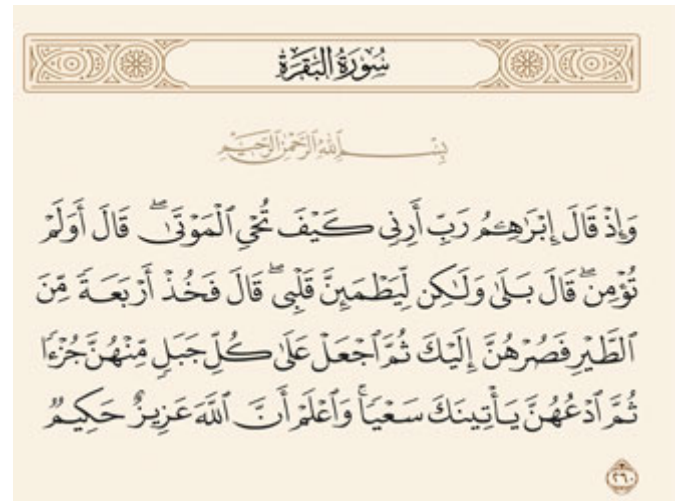 سُورَةُ البَقَرَةِ
بِسْمِ ٱللَّهِ ٱلرَّحْمَٰنِ ٱلرَّحِيمِ
وَإِذْ قَالَ إِبْرَٰهِـۧمُ رَبِّ أَرِنِى كَيْفَ تُحْىِ ٱلْمَوْتَىٰ ۖ قَالَ أَوَلَمْ
تُؤْمِن ۖ قَالَ بَلَىٰ وَلَٰكِن لِّيَطْمَئِنَّ قَلْبِى ۖ قَالَ فَخُذْ أَرْبَعَةً مِّنَ
ٱلطَّيْرِ فَصُرْهُنَّ إِلَيْكَ ثُمَّ ٱجْعَلْ عَلَىٰ كُلِّ جَبَلٍ مِّنْهُنَّ جُزْءًا
ثُمَّ ٱدْعُهُنَّ يَأْتِينَكَ سَعْيًا ۚ وَٱعْلَمْ أَنَّ ٱللَّهَ عَزِيزٌ حَكِيمٌ
٢٦٠